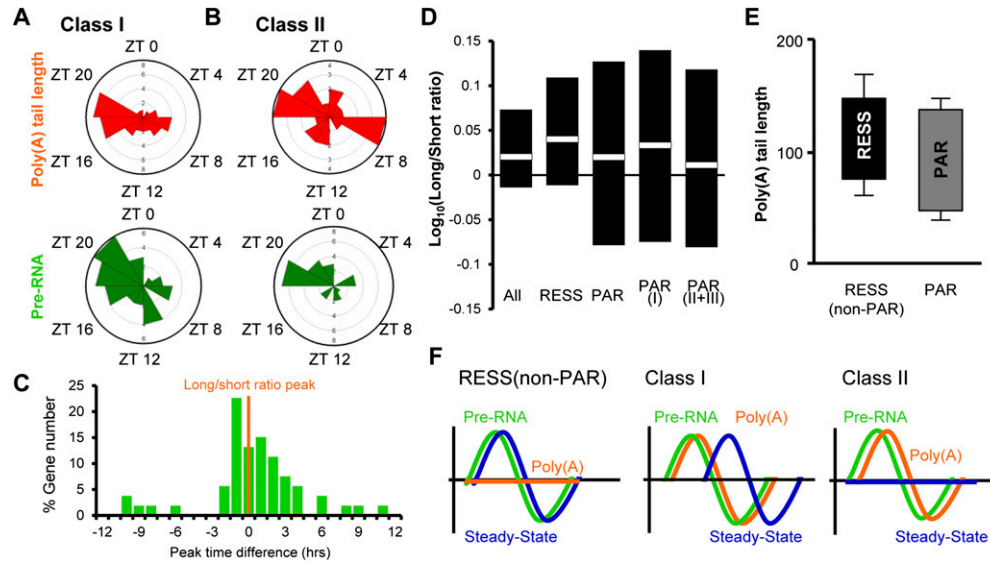 A
Class I
B
Class II
Poly(A) tail length
ZT 0
ZT 4
ZT 8
ZT 12
ZT 16
ZT 20
ZT 0
ZT 4
ZT 8
ZT 12
ZT 16
ZT 20
Pre-RNA
ZT 0
ZT 4
ZT 8
ZT 12
ZT 16
ZT 20
ZT 0
ZT 4
ZT 8
ZT 12
ZT 16
ZT 20
C
Long/short ratio peak
% Gene number
25
20
15
10
5
0
-12 -9 -6 -3 0 3 6 9 12
Peak time difference (hrs)
D
Log10(Long/Short ratio)
0.15
0.1
0.05
0
-0.05
-0.1
-0.15
All RESS PAR PAR (I) PAR (II+III)
E
Poly(A) tail length
200
100
0
RESS
PAR
RESS (non-PAR)
PAR
F
RESS(non-PAR)
Pre-RNA
Poly(A)
Steady-State
Class I
Pre-RNA
Poly(A)
Steady-State
Class II
Pre-RNA
Poly(A)
Steady-State